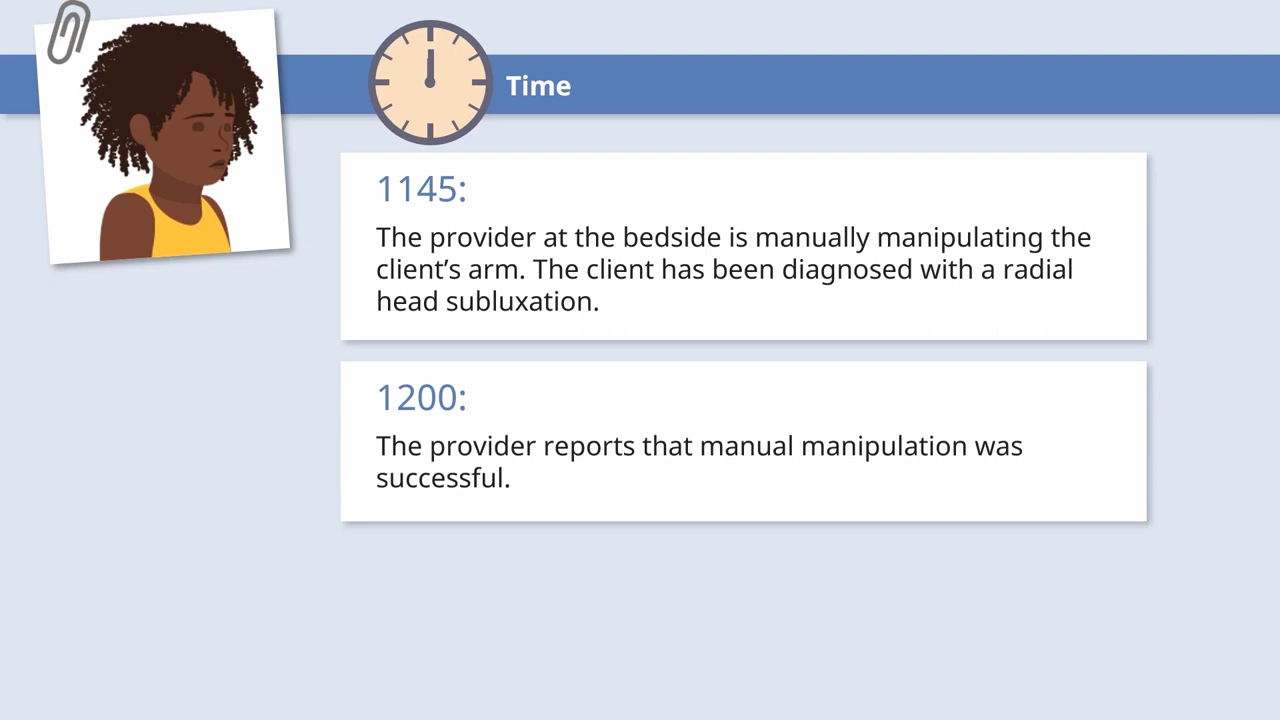 Time
1145:
The provider at the bedside is manually manipulating the
client’s arm. The client has been diagnosed with a radial
head subluxation.
1200:
The provider reports that manual manipulation was
successful.